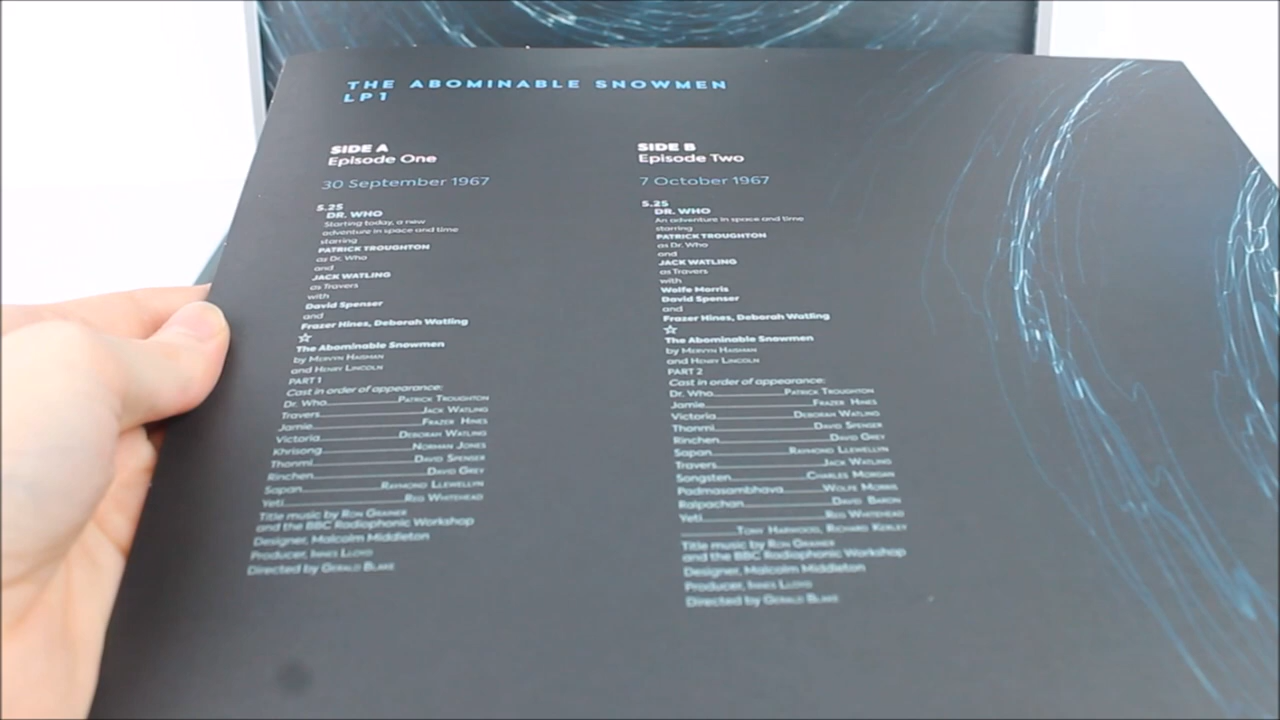 THE ABOMINABLE SNOWMEN
LP1
SIDE A
Episode One
30 September 1967
5.25
DR. WHO
Starting today, a new
adventure in space and time
starring
PATRICK TROUGHTON
as Dr. Who
and
JACK WATLING
as Travers
with
David Spenser
and
Frazer Hines, Deborah Watling
☆
The Abominable Snowmen
by MERVYN HAISMAN
and HENRY LINCOLN
PART 1
Cast in order of appearance:
Dr. Who PATRICK TROUGHTON
Travers JACK WATLING
Jamie FRAZER HINES
Victoria DEBORAH WATLING
Khrisong NORMAN JONES
Thonmi DAVID SPENSER
Rinchen DAVID GREY
Sapan RAYMOND LLEWELLYN
Yeti REG WHITEHEAD
Title music by RON GRAINER
and the BBC Radiophonic Workshop
Designer, Malcolm Middleton
Producer, INNES LLOYD
Directed by GERALD BLAKE
SIDE B
Episode Two
7 October 1967
5.25
DR. WHO
An adventure in space and time
starring
PATRICK TROUGHTON
as Dr. Who
and
JACK WATLING
as Travers
with
Wolfe Morris
David Spenser
and
Frazer Hines, Deborah Watling
☆
The Abominable Snowmen
by MERVYN HAISMAN
and HENRY LINCOLN
PART 2
Cast in order of appearance:
Dr. Who PATRICK TROUGHTON
Jamie FRAZER HINES
Victoria DEBORAH WATLING
Thonmi DAVID SPENSER
Rinchen DAVID GREY
Sapan RAYMOND LLEWELLYN
Travers JACK WATLING
Songsten CHARLES MORGAN
Padmasambhava WOLFE MORRIS
Ralpachan DAVID BARON
Yeti REG WHITEHEAD
TONY HARWOOD, RICHARD KERLEY
Title music by RON GRAINER
and the BBC Radiophonic Workshop
Designer, Malcolm Middleton
Producer, INNES LLOYD
Directed by GERALD BLAKE